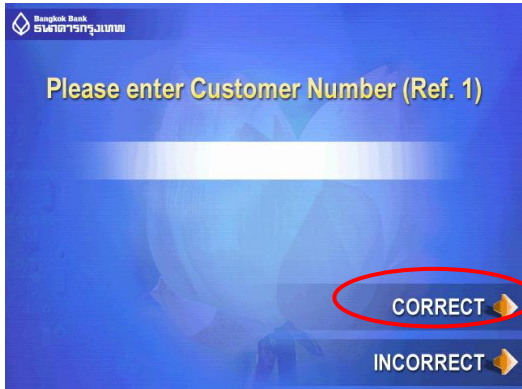 Bangkok Bank
ธนาคารกรุงเทพ
Please enter Customer Number (Ref. 1)
CORRECT
INCORRECT